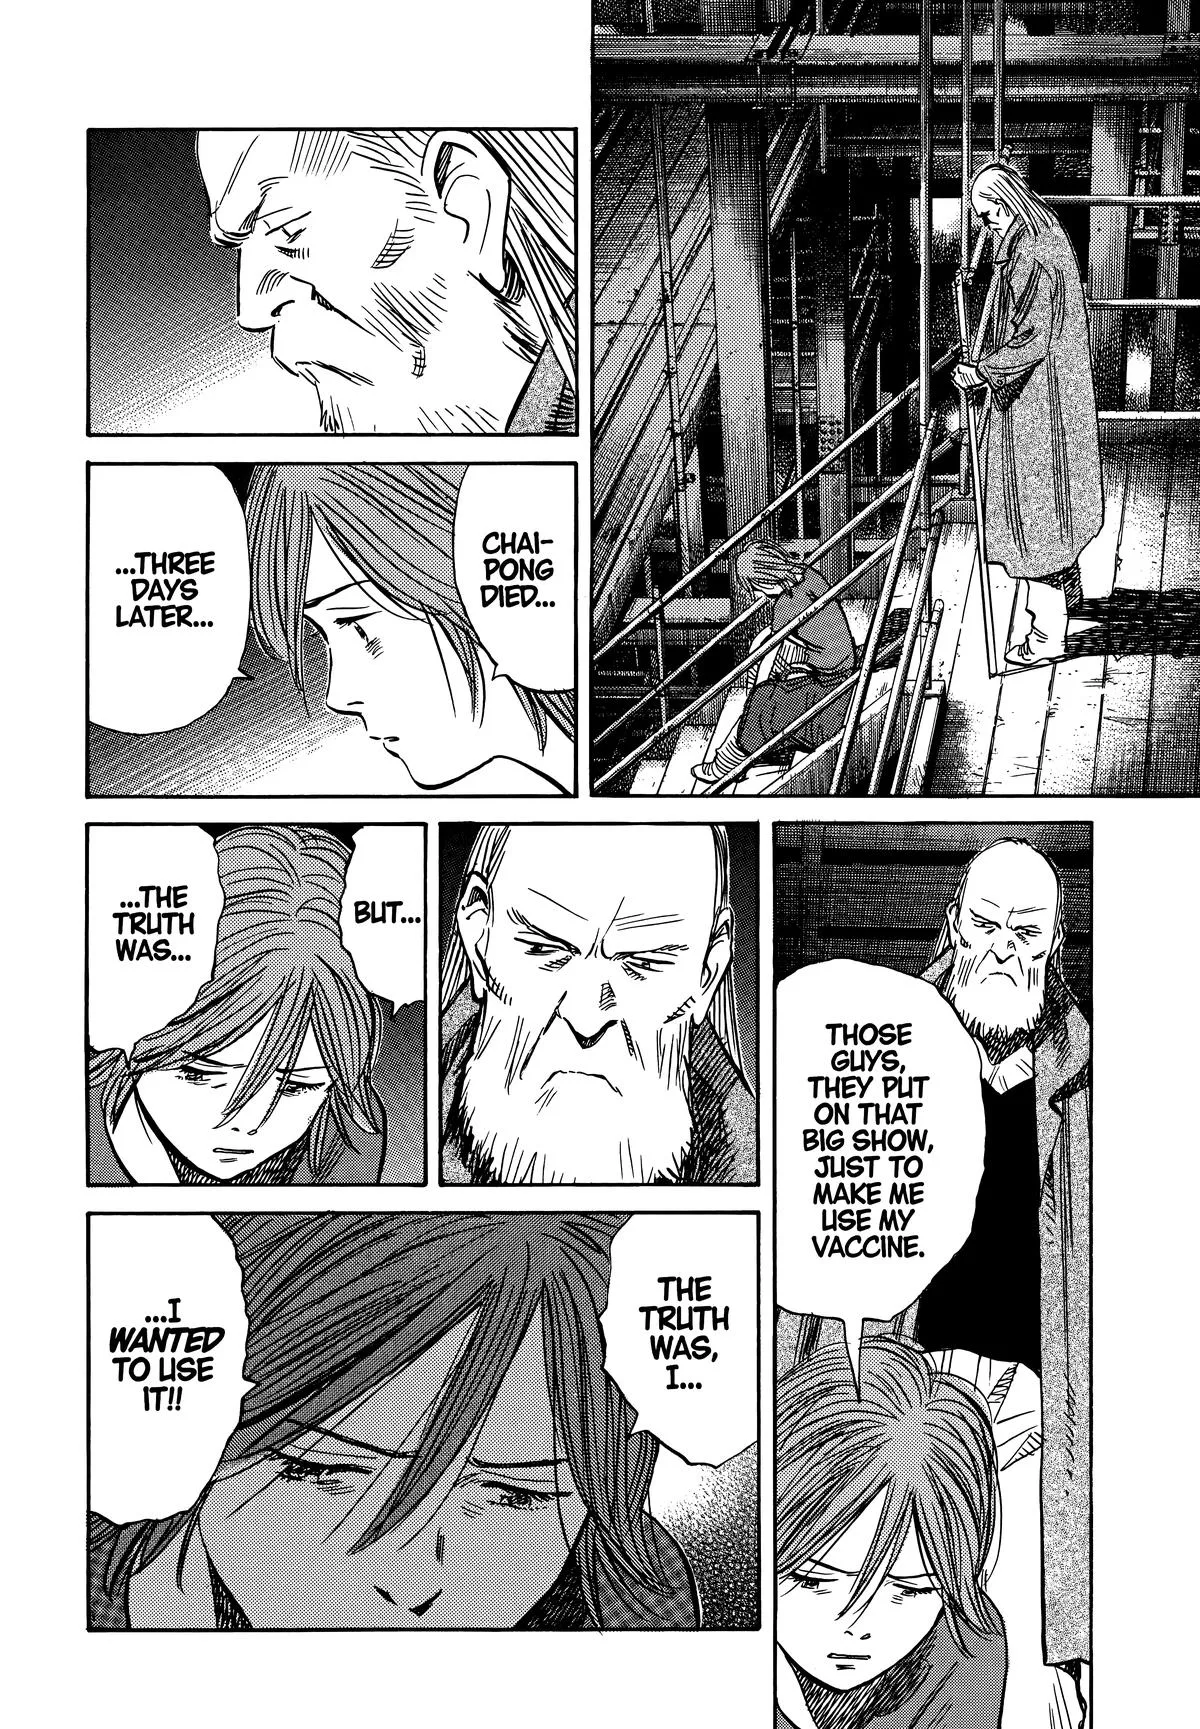 CHAI-
PONG
DIED...
...THREE
DAYS
LATER...
THOSE
GUYS,
THEY PUT
ON THAT
BIG SHOW,
JUST TO
MAKE ME
USE MY
VACCINE.
BUT...
...THE
TRUTH
WAS...
THE
TRUTH
WAS,
I...
...I
WANTED
TO USE
IT!!